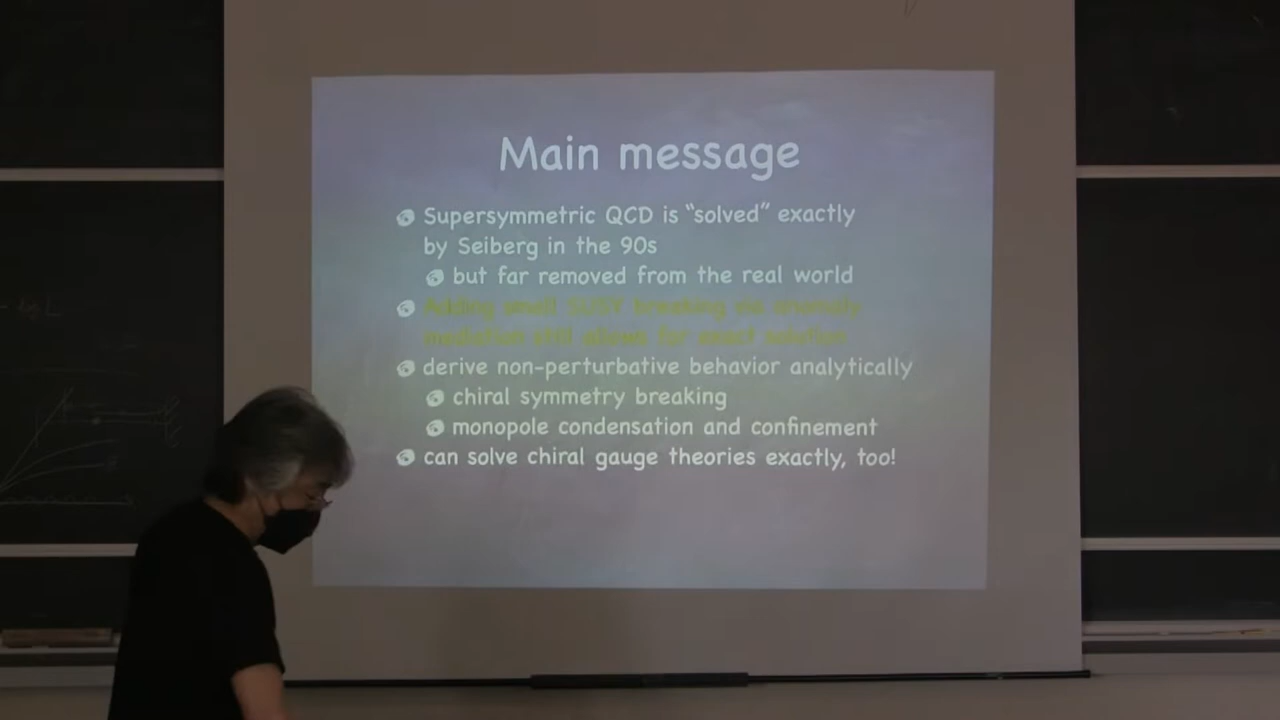 Main message
Supersymmetric QCD is “solved” exactly
by Seiberg in the 90s
but far removed from the real world
Adding small SUSY breaking via anomaly
mediation still allows for exact solution
derive non-perturbative behavior analytically
chiral symmetry breaking
monopole condensation and confinement
can solve chiral gauge theories exactly, too!